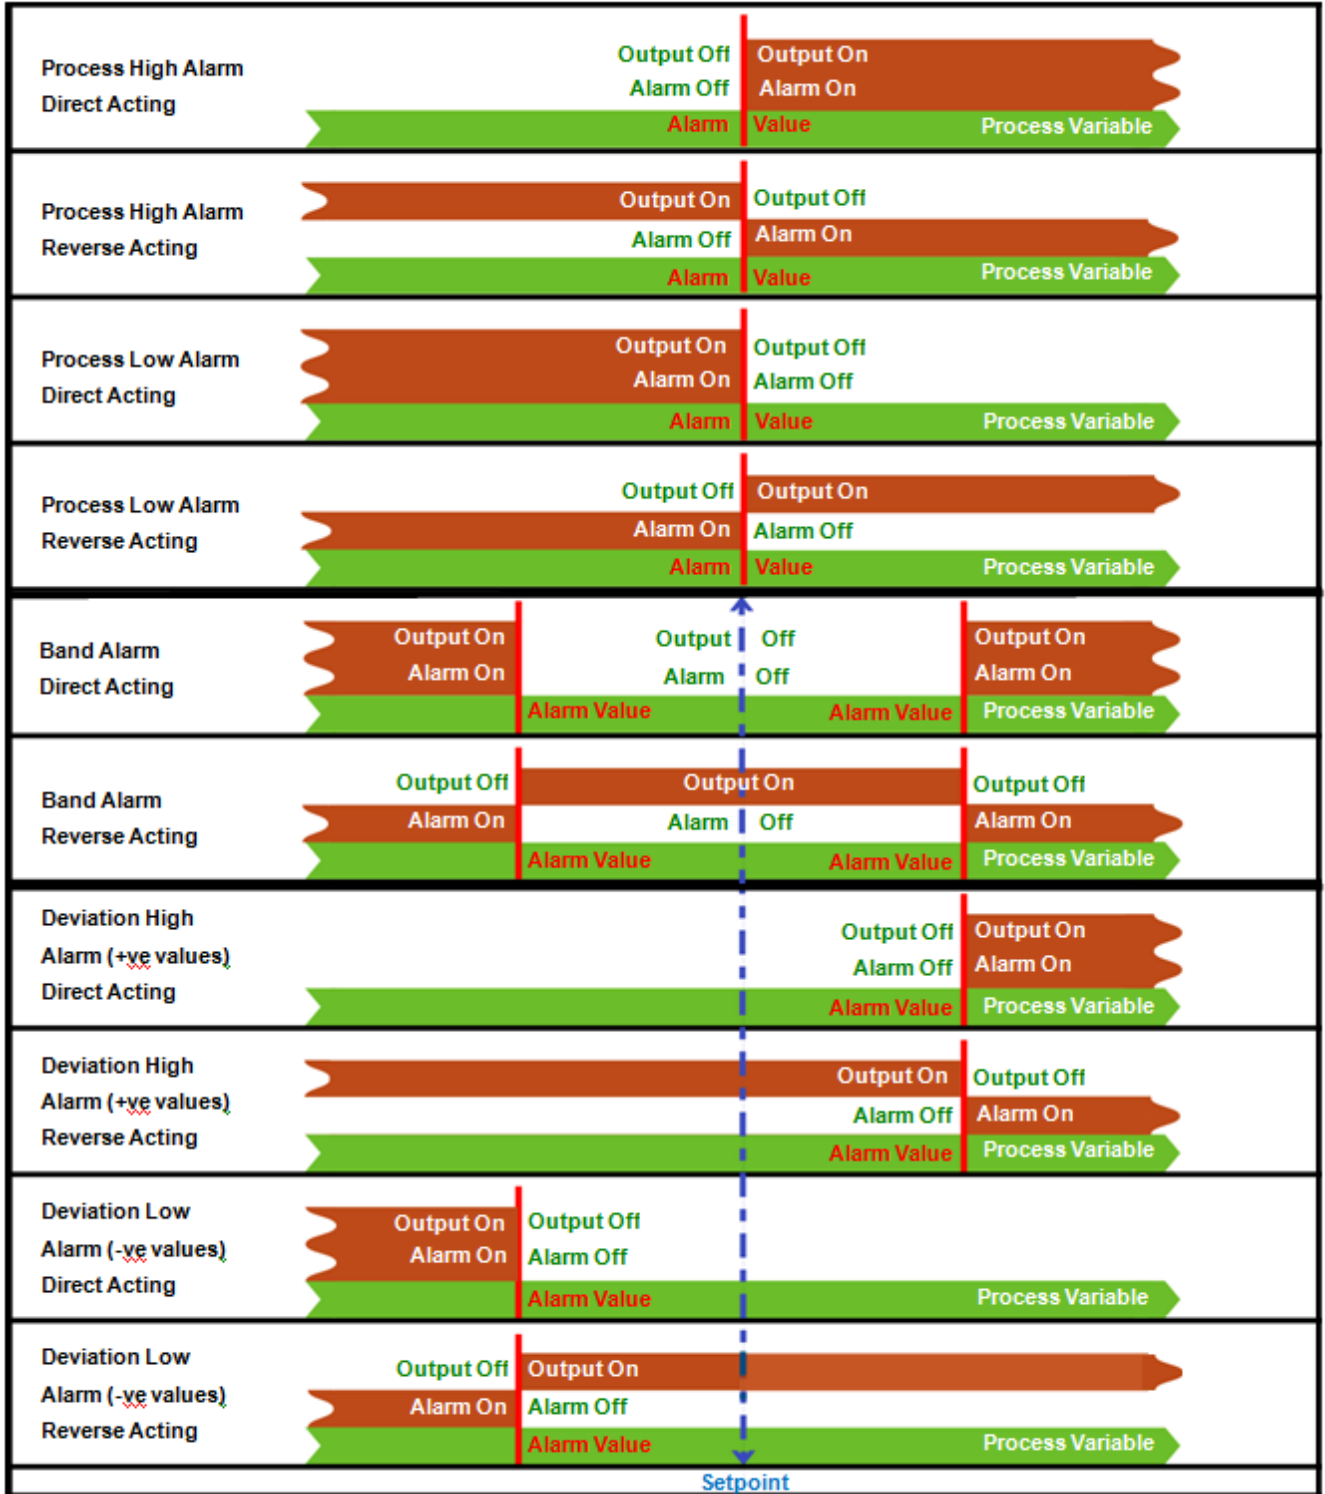 Process High Alarm
Direct Acting
Output Off Output On
Alarm Off Alarm On
Alarm Value Process Variable
Process High Alarm
Reverse Acting
Output On Output Off
Alarm Off Alarm On
Alarm Value Process Variable
Process Low Alarm
Direct Acting
Output On Output Off
Alarm On Alarm Off
Alarm Value Process Variable
Process Low Alarm
Reverse Acting
Output Off Output On
Alarm On Alarm Off
Alarm Value Process Variable
Band Alarm
Direct Acting
Output On Output Off Output On
Alarm On Alarm Off Alarm On
Alarm Value Alarm Value Process Variable
Band Alarm
Reverse Acting
Output Off Output On Output Off
Alarm On Alarm Off Alarm On
Alarm Value Alarm Value Process Variable
Deviation High
Alarm (+ve values)
Direct Acting
Output Off Output On
Alarm Off Alarm On
Alarm Value Process Variable
Deviation High
Alarm (+ve values)
Reverse Acting
Output On Output Off
Alarm Off Alarm On
Alarm Value Process Variable
Deviation Low
Alarm (-ve values)
Direct Acting
Output On Output Off
Alarm On Alarm Off
Alarm Value Process Variable
Deviation Low
Alarm (-ve values)
Reverse Acting
Output Off Output On
Alarm On Alarm Off
Alarm Value Process Variable
Setpoint